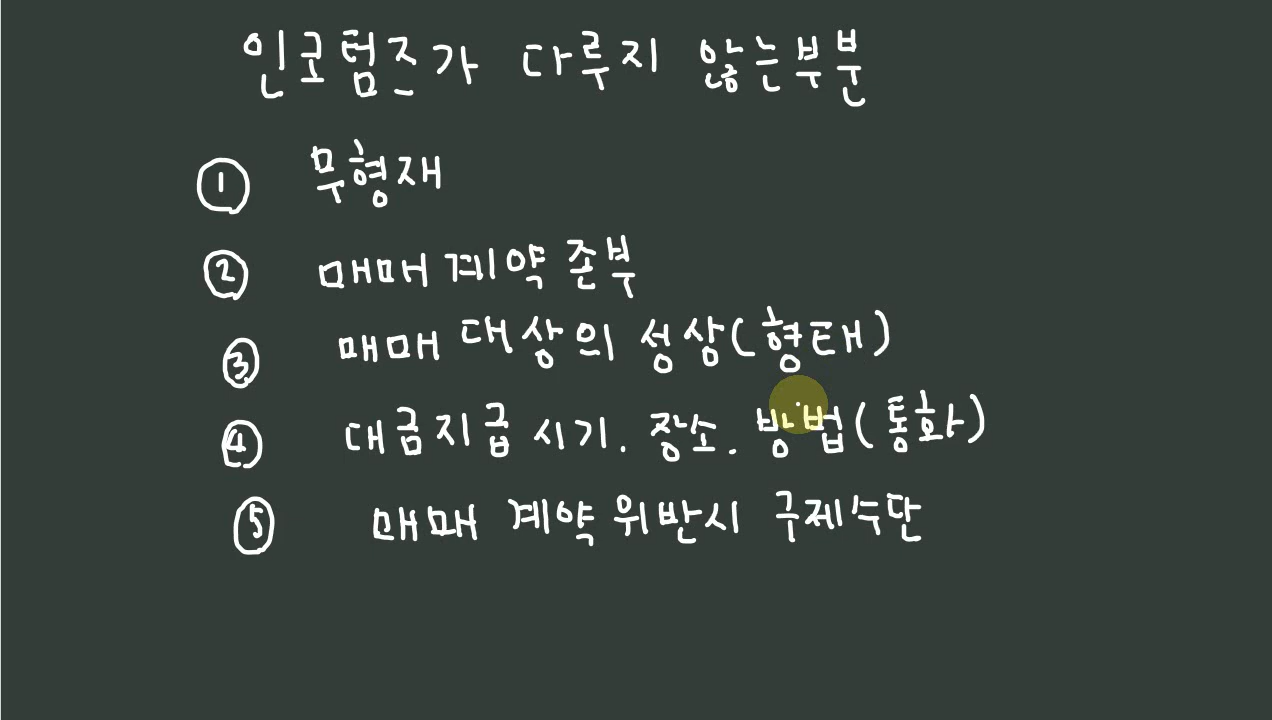 인코텀즈가 다루지 않는부분
① 무형재
② 매매계약 존부
③ 매매 대상의 성상(형태)
④ 대금지급 시기. 장소. 방법(통화)
⑤ 매매 계약 위반시 구제수단